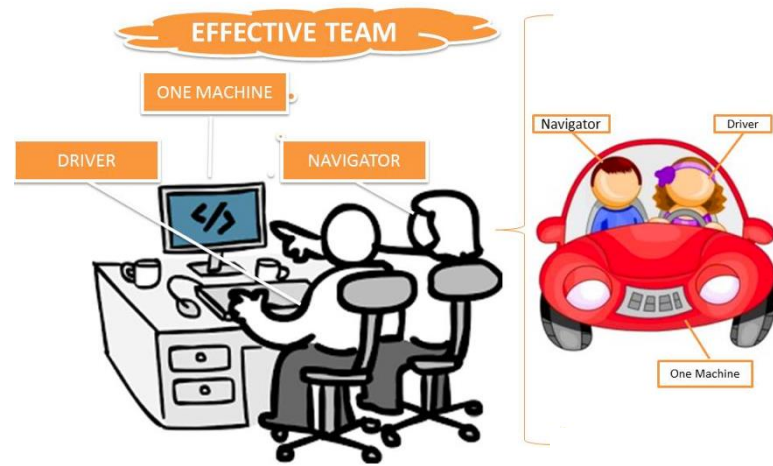 EFFECTIVE TEAM
ONE MACHINE
DRIVER
NAVIGATOR
</>
Navigator
Driver
One Machine